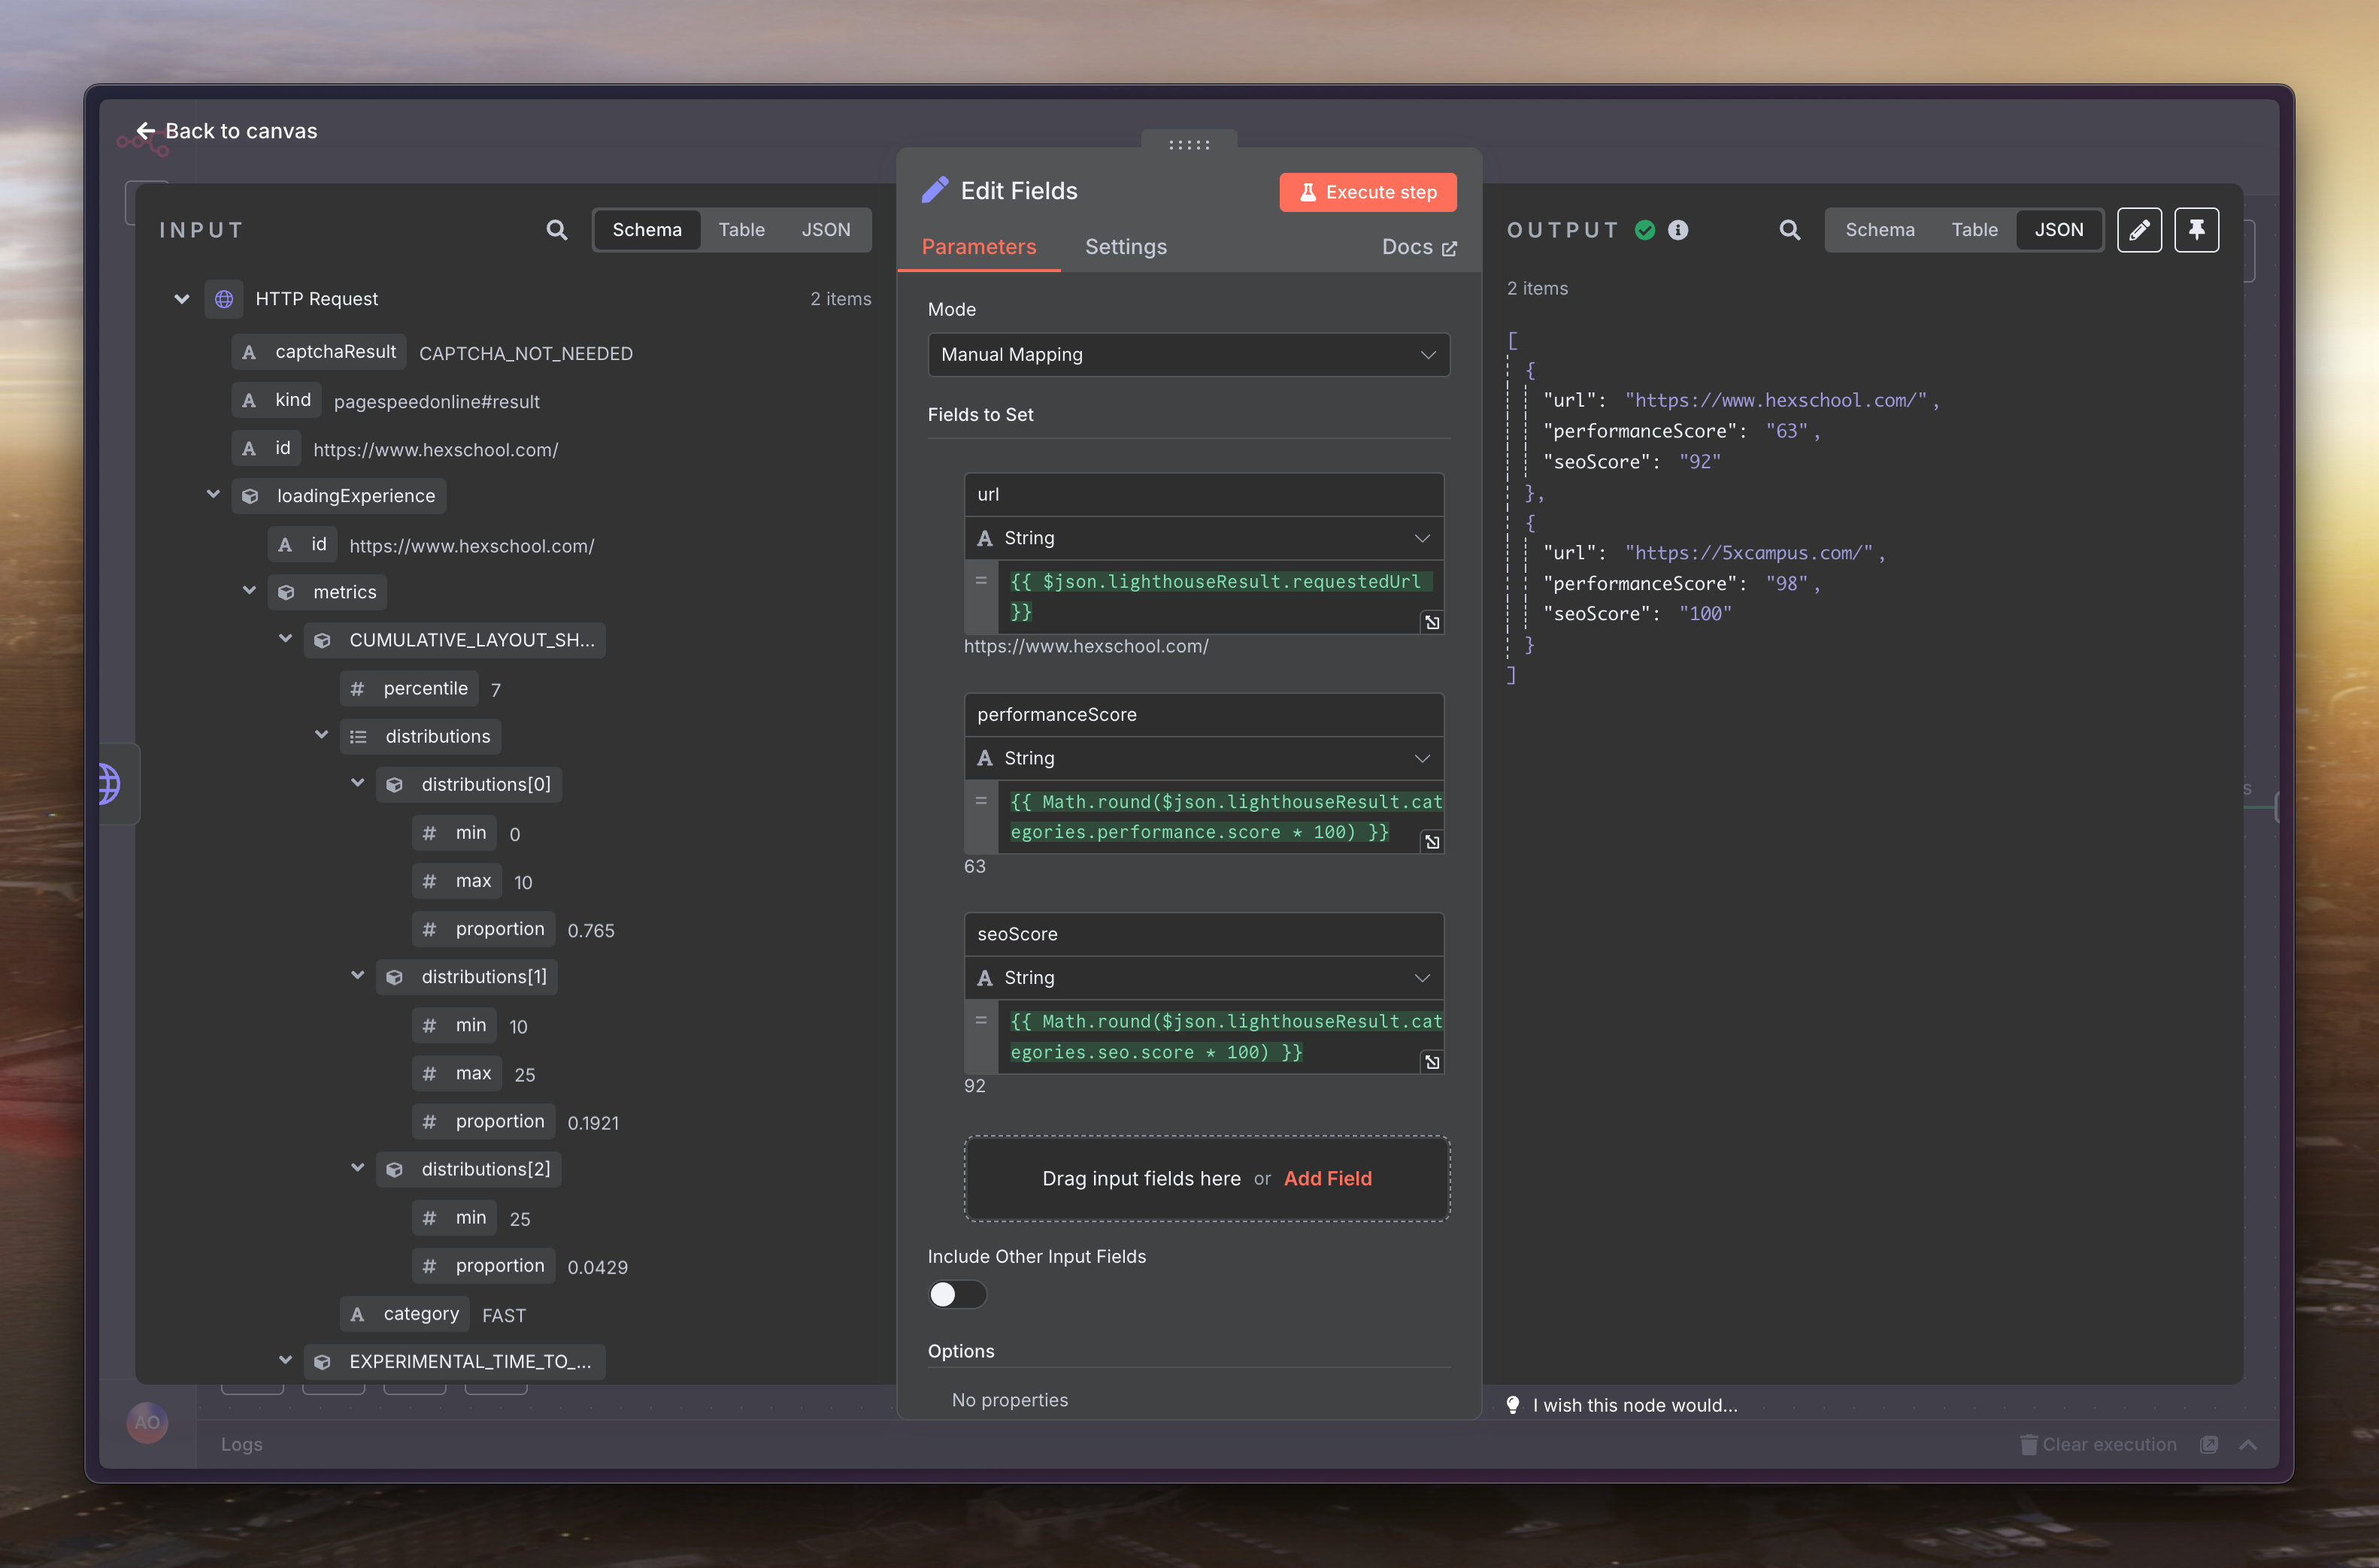 Back to canvas
INPUT
Schema
Table
JSON
HTTP Request
2 items
captchaResult
CAPTCHA_NOT_NEEDED
kind
pagespeedonline#result
id
https://www.hexschool.com/
loadingExperience
id
https://www.hexschool.com/
metrics
CUMULATIVE_LAYOUT_SH...
percentile
7
distributions
distributions[0]
min
0
max
10
proportion
0.765
distributions[1]
min
10
max
25
proportion
0.1921
distributions[2]
min
25
proportion
0.0429
category
FAST
EXPERIMENTAL_TIME_TO_...
Edit Fields
Execute step
Parameters
Settings
Docs
Mode
Manual Mapping
Fields to Set
url
A String
=
{{ $json.lighthouseResult.requestedUrl
}}
https://www.hexschool.com/
performanceScore
A String
=
{{ Math.round($json.lighthouseResult.cat
egories.performance.score * 100) }}
63
seoScore
A String
=
{{ Math.round($json.lighthouseResult.cat
egories.seo.score * 100) }}
92
Drag input fields here or Add Field
Include Other Input Fields
Options
No properties
OUTPUT
Schema
Table
JSON
2 items
[
{
"url": "https://www.hexschool.com/",
"performanceScore": "63",
"seoScore": "92"
},
{
"url": "https://5xcampus.com/",
"performanceScore": "98",
"seoScore": "100"
}
]
I wish this node would...
AO
Logs
Clear execution